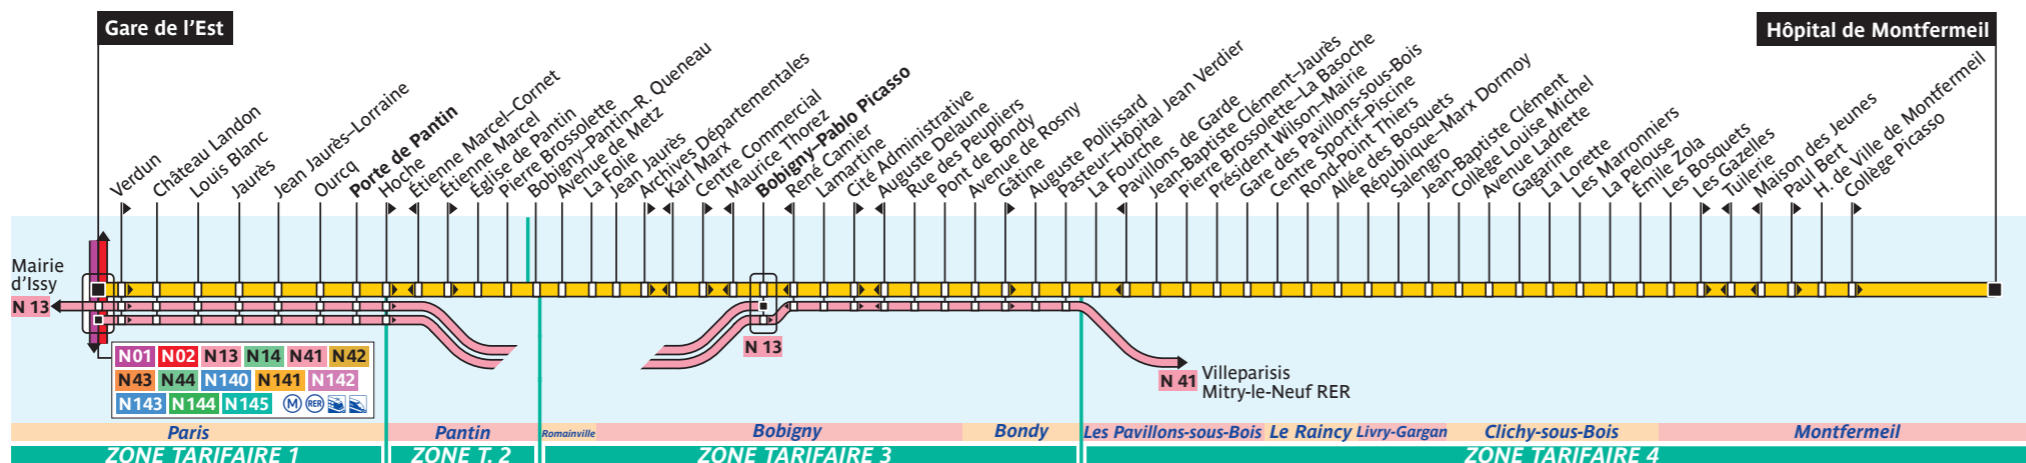 Gare de l’Est
Hôpital de Montfermeil
Verdun
Château Landon
Louis Blanc
Jaurès
Jean Jaurès–Lorraine
Ourcq
Porte de Pantin
Hoche
Étienne Marcel–Cornet
Étienne Marcel
Église de Pantin
Pierre Brossolette
Bobigny–Pantin–R. Queneau
Avenue de Metz
La Folie
Jean Jaurès
Archives Départementales
Karl Marx
Centre Commercial
Maurice Thorez
Bobigny–Pablo Picasso
René Camier
Lamartine
Cité Administrative
Auguste Delaune
Rue des Peupliers
Pont de Bondy
Avenue de Rosny
Gâtine
Auguste Pollissard
Pasteur–Hôpital Jean Verdier
La Fourche
Pavillons de Garde
Jean-Baptiste Clément–Jaurès
Pierre Brossolette–La Basoche
Président Wilson–Mairie
Gare des Pavillons-sous-Bois
Centre Sportif–Piscine
Rond-Point Thiers
Allée des Bosquets
République–Marx Dormoy
Salengro
Jean-Baptiste Clément
Collège Louise Michel
Avenue Ladrette
Gagarine
La Lorette
Les Marronniers
La Pelouse
Émile Zola
Les Bosquets
Les Gazelles
Tuilerie
Maison des Jeunes
Paul Bert
H. de Ville de Montfermeil
Collège Picasso
Mairie
d’Issy
N 13
N01 N02 N13 N14 N41 N42
N43 N44 N140 N141 N142
N143 N144 N145 M RER
N 13
N 41
Villeparisis
Mitry-le-Neuf RER
Paris Pantin Romainville Bobigny Bondy Les Pavillons-sous-Bois Le Raincy Livry-Gargan Clichy-sous-Bois Montfermeil
ZONE TARIFAIRE 1 ZONE T. 2 ZONE TARIFAIRE 3 ZONE TARIFAIRE 4